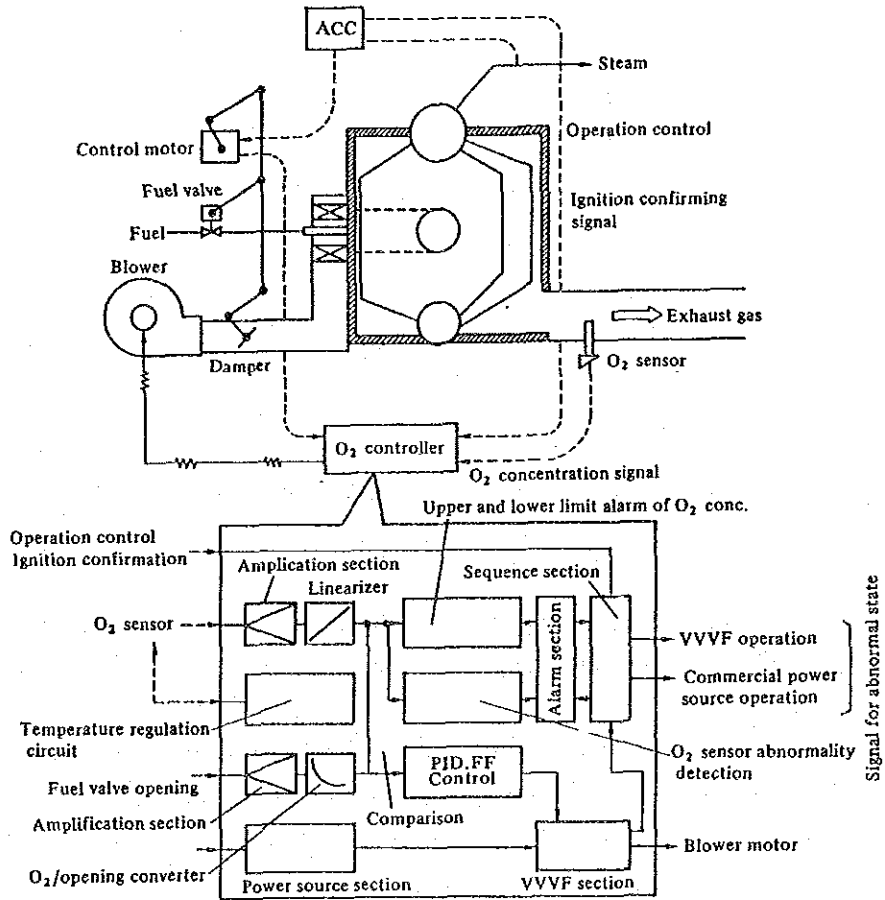 ACC
Steam
Operation control
Control motor
Fuel valve
Ignition confirming
signal
Fuel
Blower
Exhaust gas
Damper
O₂ sensor
O₂ controller
O₂ concentration signal
Upper and lower limit alarm of O₂ conc.
Operation control
Ignition confirmation
Amplication section
Linearizer
Sequence section
O₂ sensor
Alarm section
VVVF operation
Commercial power
source operation
Signal for abnormal state
Temperature regulation
circuit
O₂ sensor abnormality
detection
PID.FF
Control
Fuel valve opening
Amplification section
Comparison
Blower motor
O₂/opening converter
Power source section
VVVF section